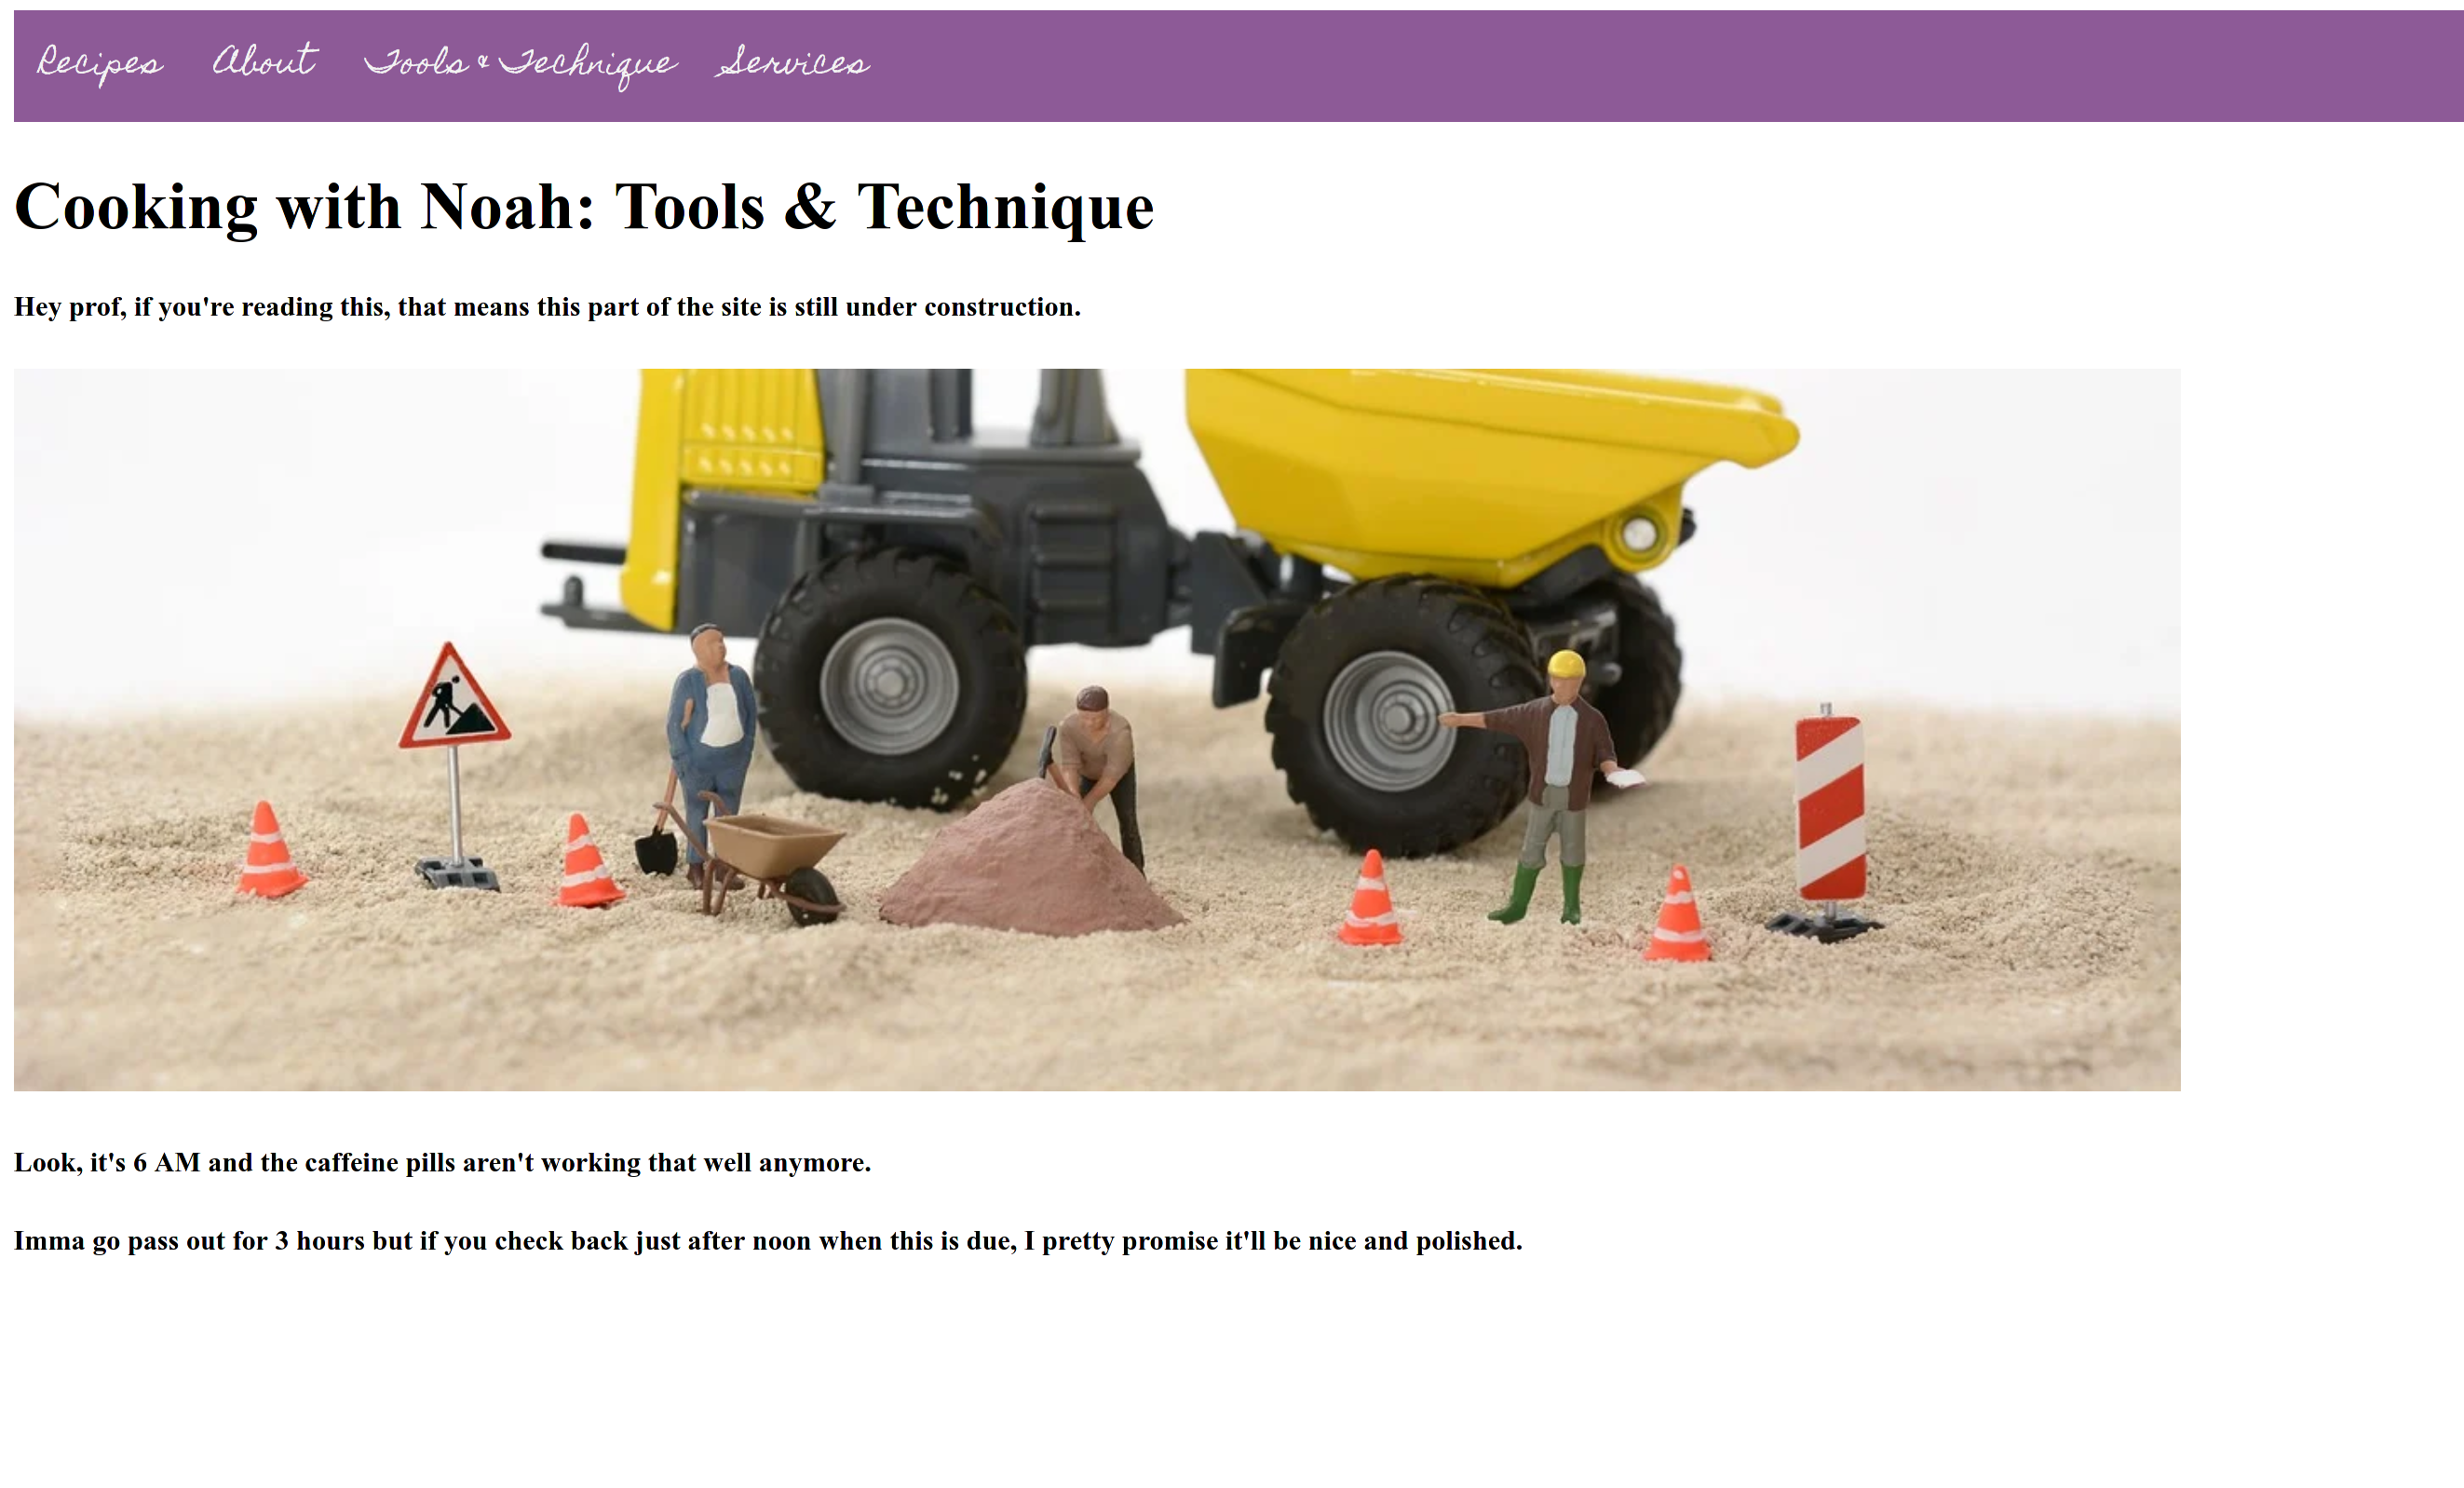 Recipes About Tools & Technique Services
Cooking with Noah: Tools & Technique
Hey prof, if you're reading this, that means this part of the site is still under construction.
Look, it's 6 AM and the caffeine pills aren't working that well anymore.
Imma go pass out for 3 hours but if you check back just after noon when this is due, I pretty promise it'll be nice and polished.